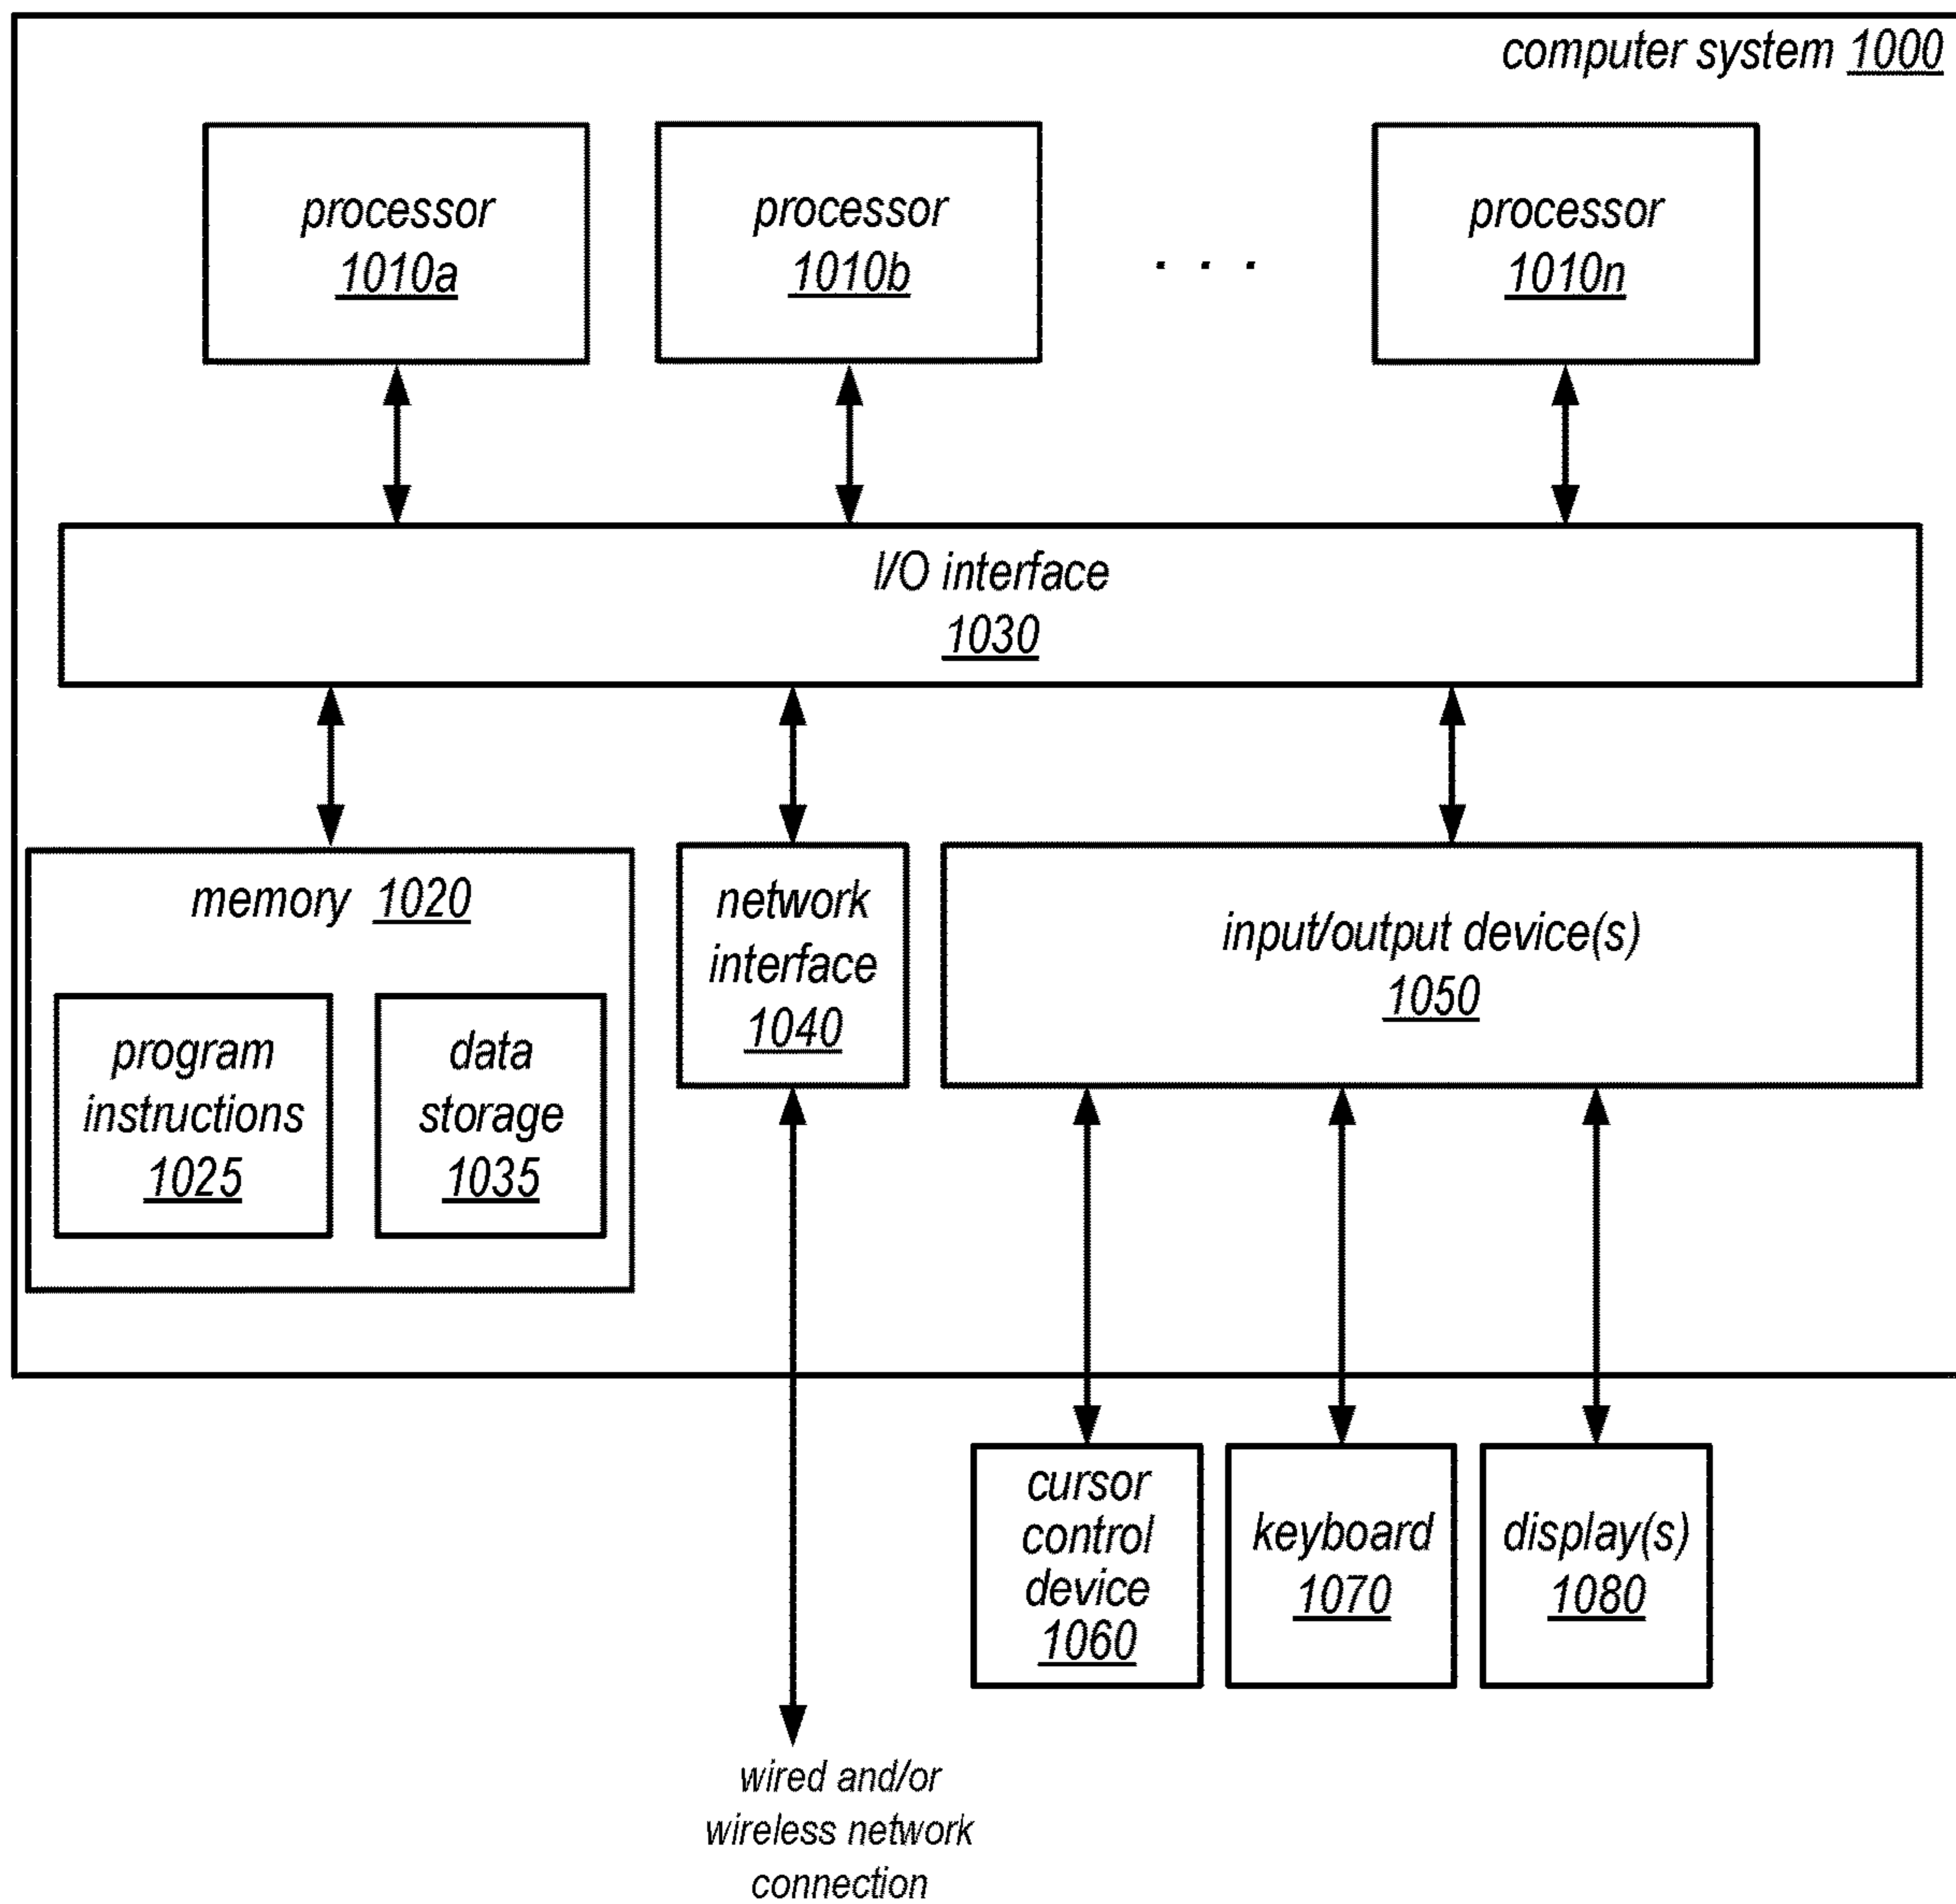 computer system 1000
processor
1010a
processor
1010b
. . .
processor
1010n
I/O interface
1030
memory 1020
program
instructions
1025
data
storage
1035
network
interface
1040
input/output device(s)
1050
cursor
control
device
1060
keyboard
1070
display(s)
1080
wired and/or
wireless network
connection